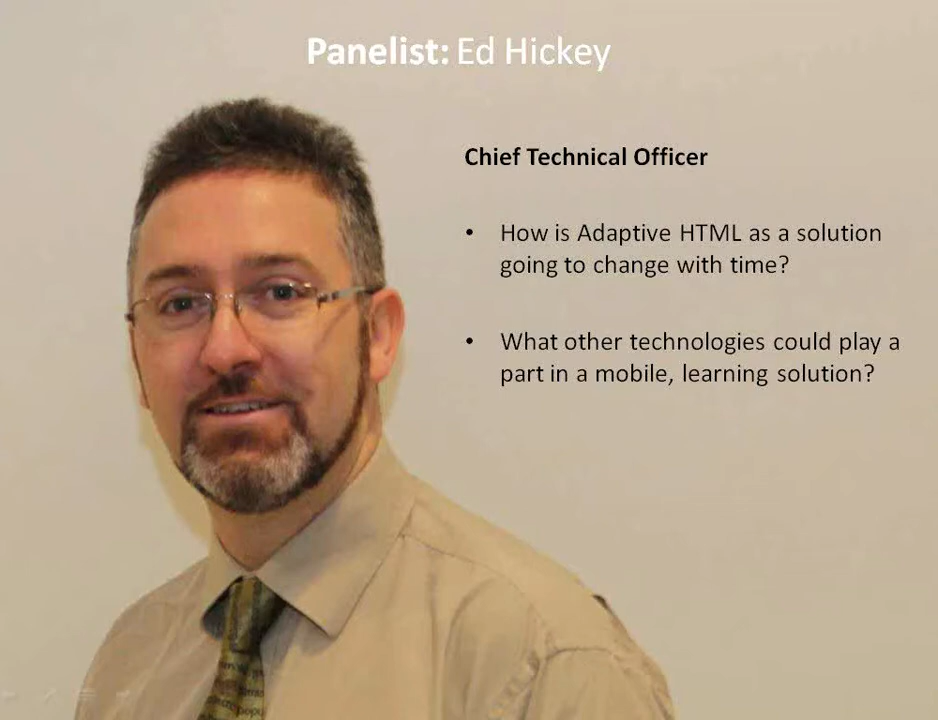 Panelist: Ed Hickey
Chief Technical Officer
• How is Adaptive HTML as a solution
going to change with time?
• What other technologies could play a
part in a mobile, learning solution?